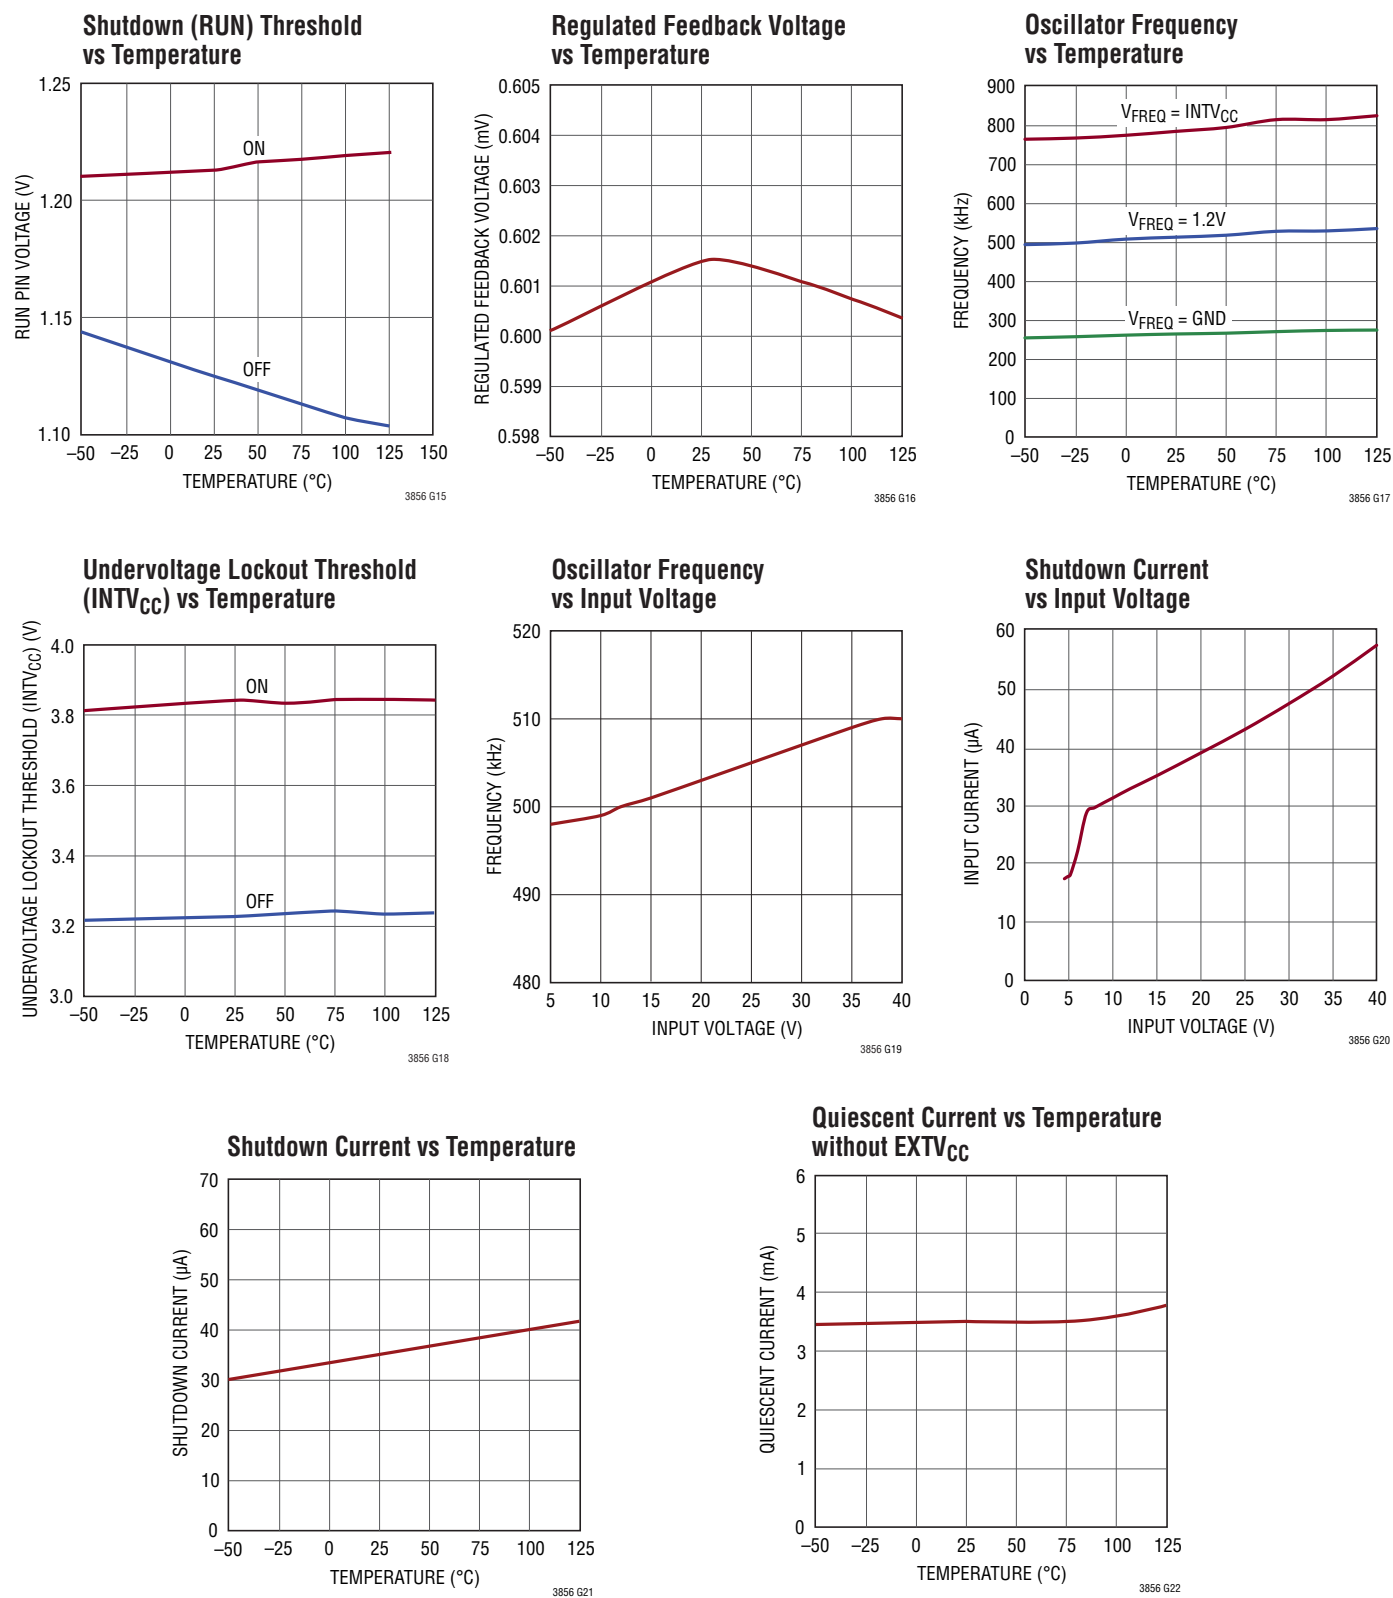 Shutdown (RUN) Threshold
vs Temperature
1.25
1.20
1.15
1.10
RUN PIN VOLTAGE (V)
ON
OFF
–50 –25 0 25 50 75 100 125 150
TEMPERATURE (°C)
3856 G15
Regulated Feedback Voltage
vs Temperature
0.605
0.604
0.603
0.602
0.601
0.600
0.599
0.598
REGULATED FEEDBACK VOLTAGE (mV)
–50 –25 0 25 50 75 100 125
TEMPERATURE (°C)
3856 G16
Oscillator Frequency
vs Temperature
900
800
700
600
500
400
300
200
100
0
FREQUENCY (kHz)
VFREQ = INTVCC
VFREQ = 1.2V
VFREQ = GND
–50 –25 0 25 50 75 100 125
TEMPERATURE (°C)
3856 G17
Undervoltage Lockout Threshold
(INTVCC) vs Temperature
4.0
3.8
3.6
3.4
3.2
3.0
UNDERVOLTAGE LOCKOUT THRESHOLD (INTVCC) (V)
ON
OFF
–50 –25 0 25 50 75 100 125
TEMPERATURE (°C)
3856 G18
Oscillator Frequency
vs Input Voltage
520
510
500
490
480
FREQUENCY (kHz)
5 10 15 20 25 30 35 40
INPUT VOLTAGE (V)
3856 G19
Shutdown Current
vs Input Voltage
60
50
40
30
20
10
0
INPUT CURRENT (µA)
0 5 10 15 20 25 30 35 40
INPUT VOLTAGE (V)
3856 G20
Shutdown Current vs Temperature
70
60
50
40
30
20
10
0
SHUTDOWN CURRENT (µA)
–50 –25 0 25 50 75 100 125
TEMPERATURE (°C)
3856 G21
Quiescent Current vs Temperature
without EXTVCC
6
5
4
3
2
1
0
QUIESCENT CURRENT (mA)
–50 –25 0 25 50 75 100 125
TEMPERATURE (°C)
3856 G22